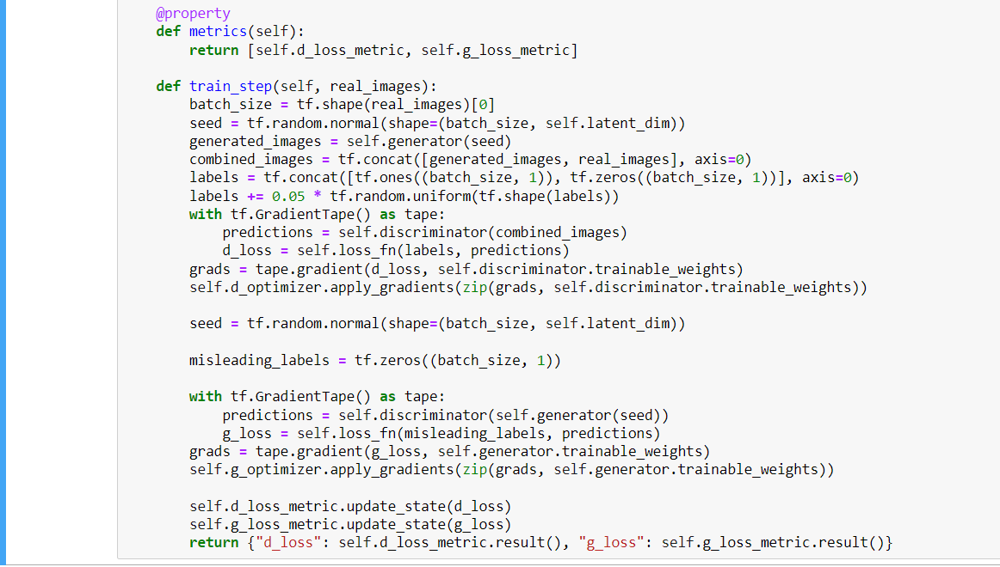 @property
def metrics(self):
    return [self.d_loss_metric, self.g_loss_metric]

def train_step(self, real_images):
    batch_size = tf.shape(real_images)[0]
    seed = tf.random.normal(shape=(batch_size, self.latent_dim))
    generated_images = self.generator(seed)
    combined_images = tf.concat([generated_images, real_images], axis=0)
    labels = tf.concat([tf.ones((batch_size, 1)), tf.zeros((batch_size, 1))], axis=0)
    labels += 0.05 * tf.random.uniform(tf.shape(labels))
    with tf.GradientTape() as tape:
        predictions = self.discriminator(combined_images)
        d_loss = self.loss_fn(labels, predictions)
    grads = tape.gradient(d_loss, self.discriminator.trainable_weights)
    self.d_optimizer.apply_gradients(zip(grads, self.discriminator.trainable_weights))

    seed = tf.random.normal(shape=(batch_size, self.latent_dim))

    misleading_labels = tf.zeros((batch_size, 1))

    with tf.GradientTape() as tape:
        predictions = self.discriminator(self.generator(seed))
        g_loss = self.loss_fn(misleading_labels, predictions)
    grads = tape.gradient(g_loss, self.generator.trainable_weights)
    self.g_optimizer.apply_gradients(zip(grads, self.generator.trainable_weights))

    self.d_loss_metric.update_state(d_loss)
    self.g_loss_metric.update_state(g_loss)
    return {"d_loss": self.d_loss_metric.result(), "g_loss": self.g_loss_metric.result()}